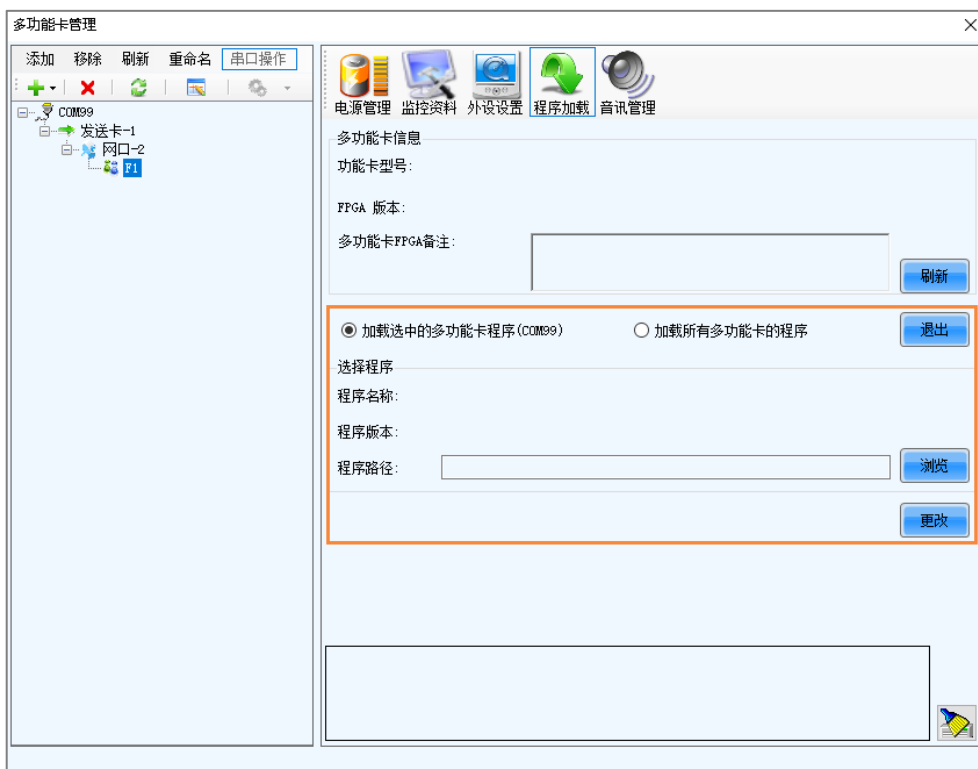 多功能卡管理
添加 移除 刷新 重命名 串口操作
COM99
发送卡-1
网口-2
F1
电源管理 监控资料 外设设置 程序加载 音讯管理
多功能卡信息
功能卡型号:
FPGA 版本:
多功能卡FPGA备注:
刷新
加载选中的多功能卡程序(COM99) 加载所有多功能卡的程序 退出
选择程序
程序名称:
程序版本:
程序路径: 浏览
更改